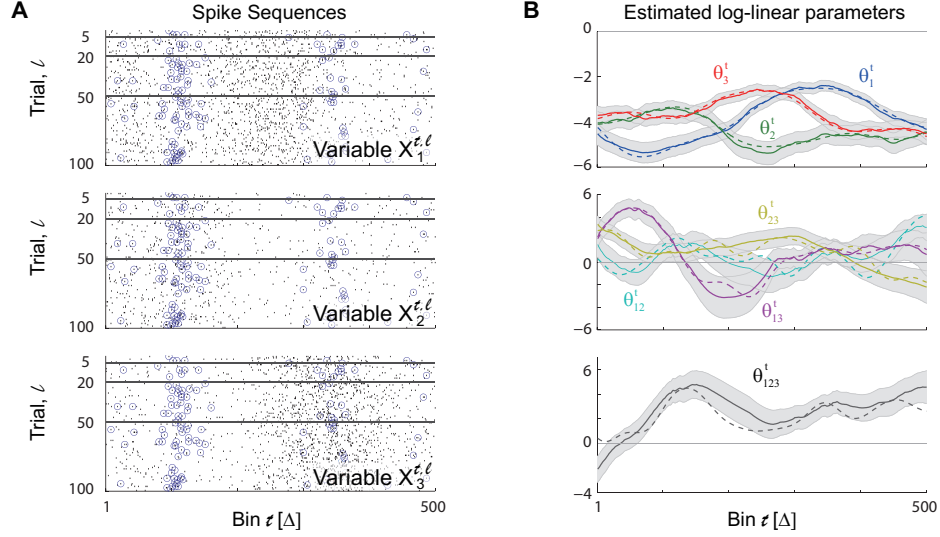 A Spike Sequences
Trial, ℓ
5
20
50
100
Variable X₁ᵗ,ˡ
Trial, ℓ
5
20
50
100
Variable X₂ᵗ,ˡ
Trial, ℓ
5
20
50
100
Variable X₃ᵗ,ˡ
1 500
Bin t [Δ]
B Estimated log-linear parameters
0
−2
−4
−6
θ₃ᵗ
θ₁ᵗ
θ₂ᵗ
6
0
−6
θ₂₃ᵗ
θ₁₂ᵗ
θ₁₃ᵗ
4
0
−4
θ₁₂₃ᵗ
1 500
Bin t [Δ]